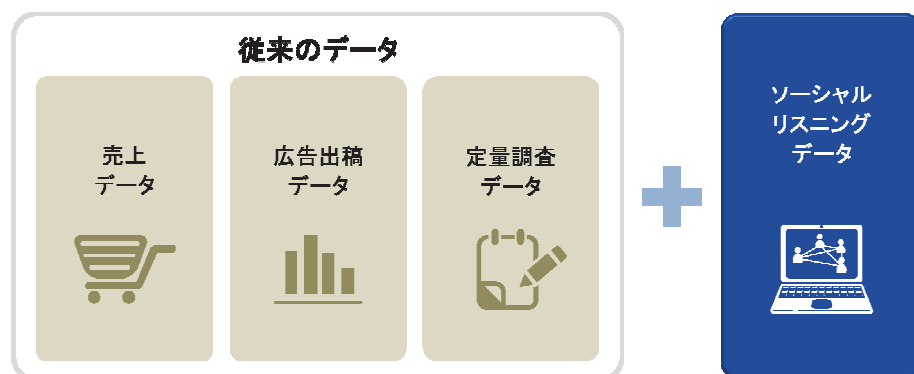 従来のデータ
売上
データ
広告出稿
データ
定量調査
データ
ソーシャル
リスニング
データ